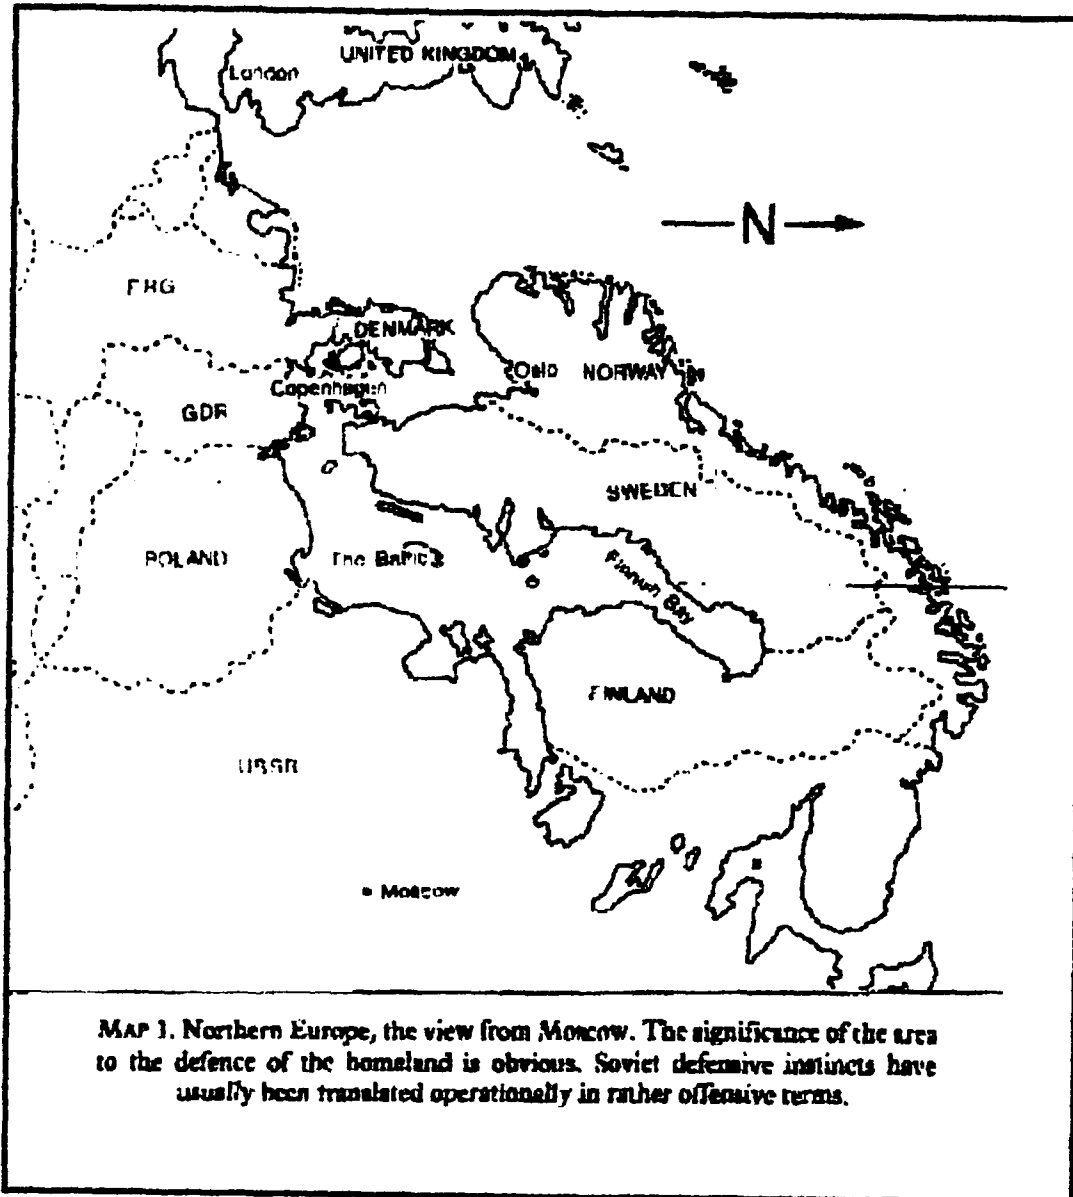 UNITED KINGDOM
London
N
FRG
DENMARK
Oslo NORWAY
Copenhagen
GDR
SWEDEN
POLAND
The Baltic
Finnish Bay
FINLAND
USSR
Moscow
MAP 1. Northern Europe, the view from Moscow. The significance of the area
to the defence of the homeland is obvious. Soviet defensive instincts have
usually been translated operationally in rather offensive terms.